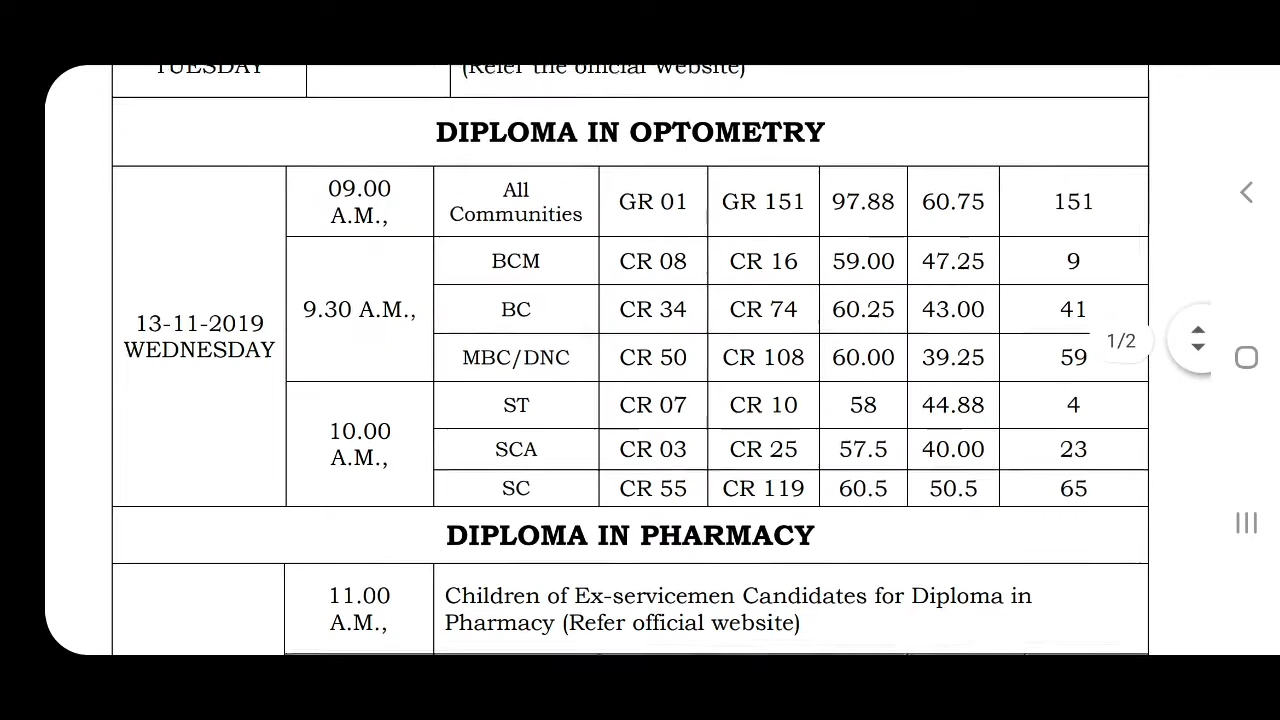 TUESDAY (Refer the official Website)
DIPLOMA IN OPTOMETRY
13-11-2019
WEDNESDAY
09.00
A.M.,
All
Communities
GR 01 GR 151 97.88 60.75 151
9.30 A.M.,
BCM CR 08 CR 16 59.00 47.25 9
BC CR 34 CR 74 60.25 43.00 41
MBC/DNC CR 50 CR 108 60.00 39.25 59
10.00
A.M.,
ST CR 07 CR 10 58 44.88 4
SCA CR 03 CR 25 57.5 40.00 23
SC CR 55 CR 119 60.5 50.5 65
1/2
DIPLOMA IN PHARMACY
11.00
A.M.,
Children of Ex-servicemen Candidates for Diploma in
Pharmacy (Refer official website)